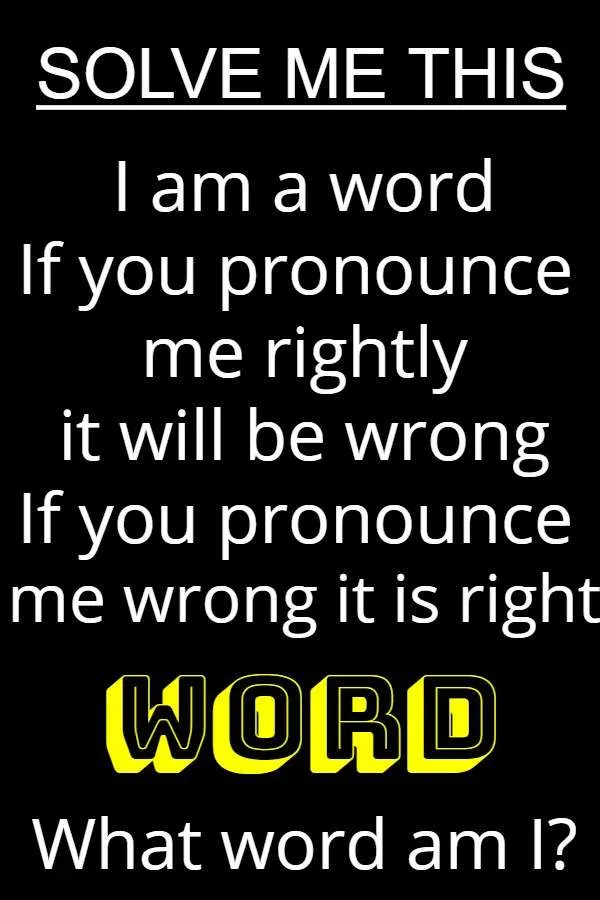 SOLVE ME THIS
I am a word
If you pronounce
me rightly
it will be wrong
If you pronounce
me wrong it is right
WORD
What word am I?